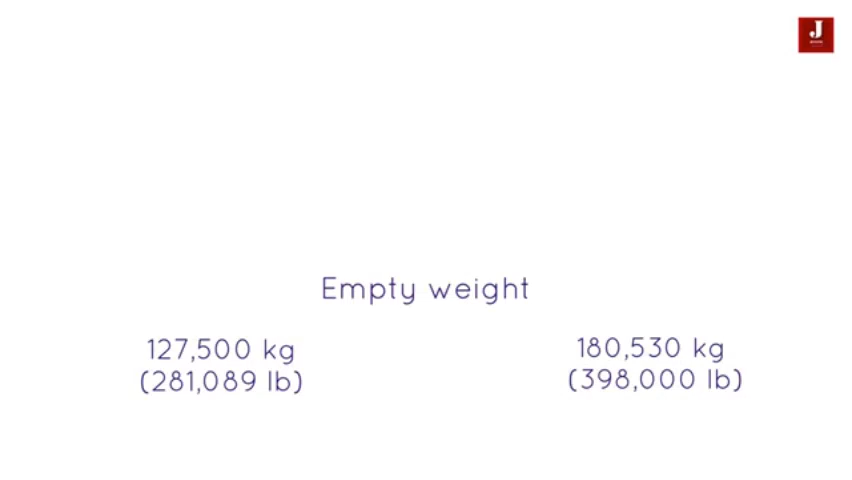 J
Empty weight
127,500 kg
(281,089 lb)
180,530 kg
(398,000 lb)